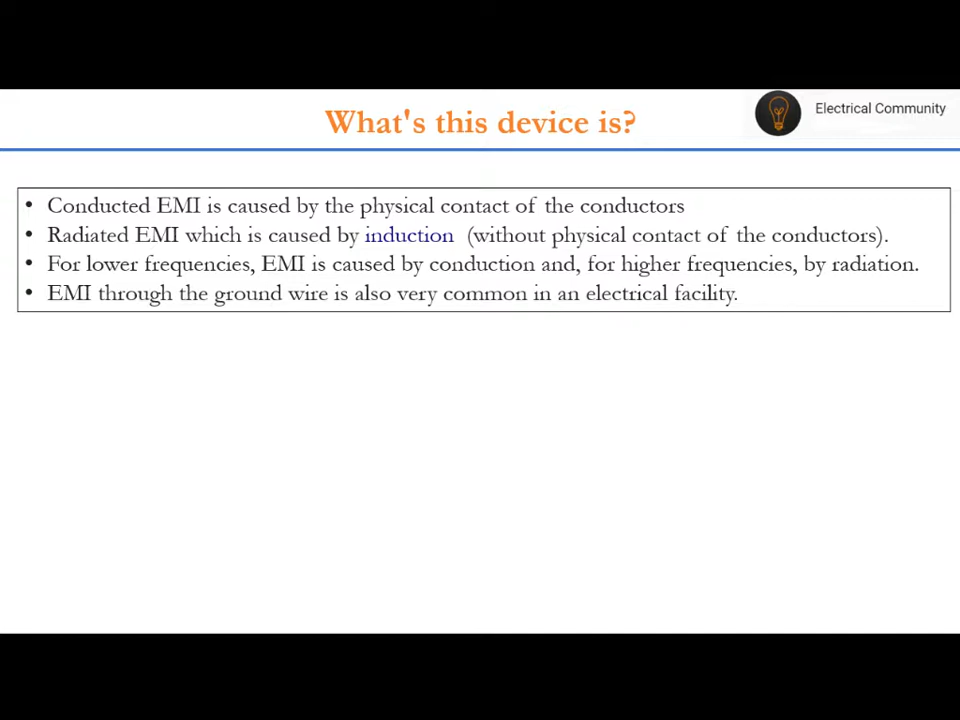 What's this device is?
Electrical Community
• Conducted EMI is caused by the physical contact of the conductors
• Radiated EMI which is caused by induction (without physical contact of the conductors).
• For lower frequencies, EMI is caused by conduction and, for higher frequencies, by radiation.
• EMI through the ground wire is also very common in an electrical facility.